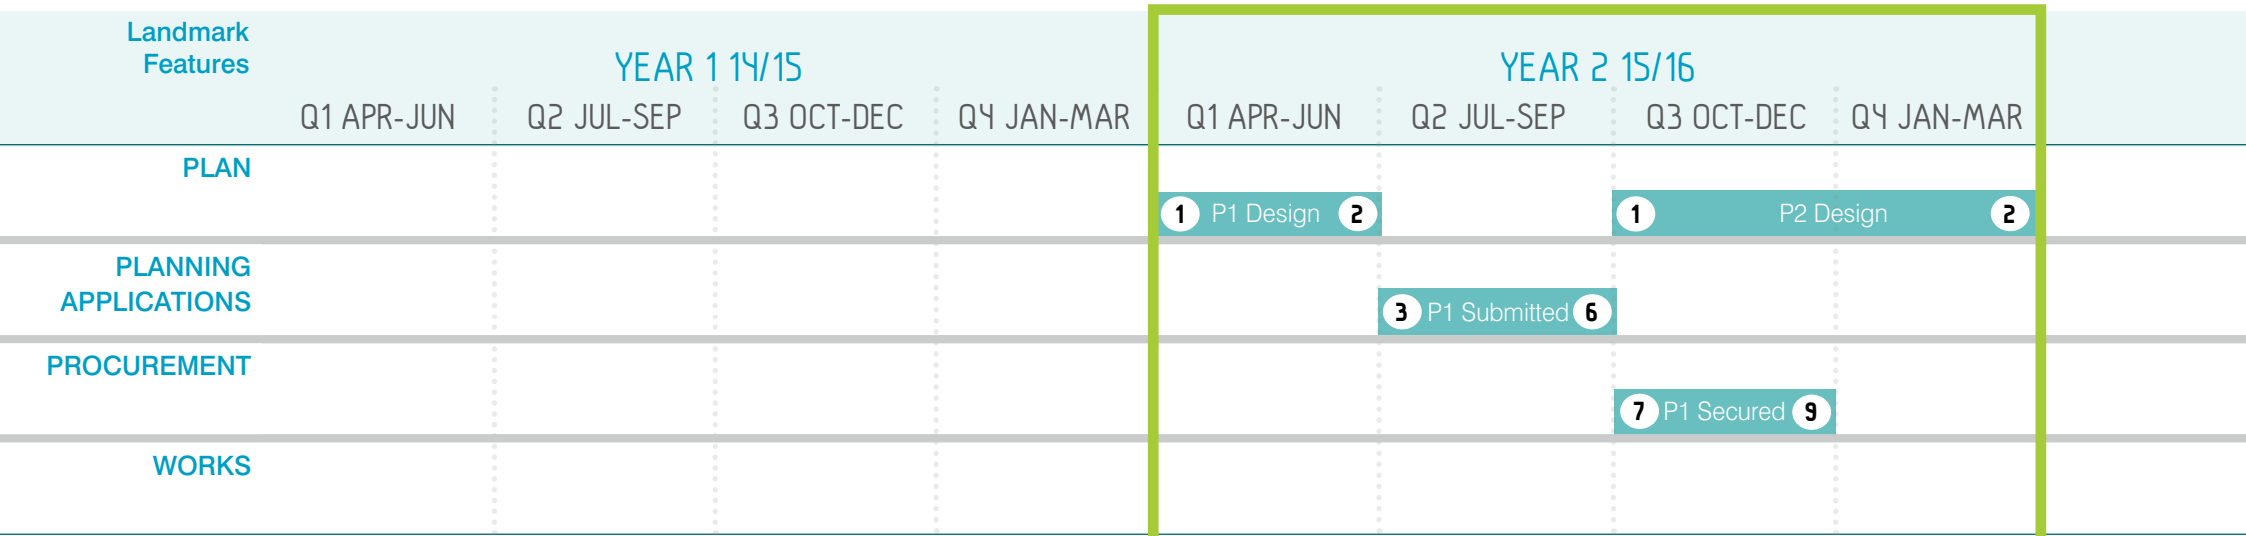 Landmark
Features
YEAR 1 14/15
YEAR 2 15/16
Q1 APR-JUN
Q2 JUL-SEP
Q3 OCT-DEC
Q4 JAN-MAR
Q1 APR-JUN
Q2 JUL-SEP
Q3 OCT-DEC
Q4 JAN-MAR
PLAN
1 P1 Design 2
1 P2 Design 2
PLANNING
APPLICATIONS
3 P1 Submitted 6
PROCUREMENT
7 P1 Secured 9
WORKS